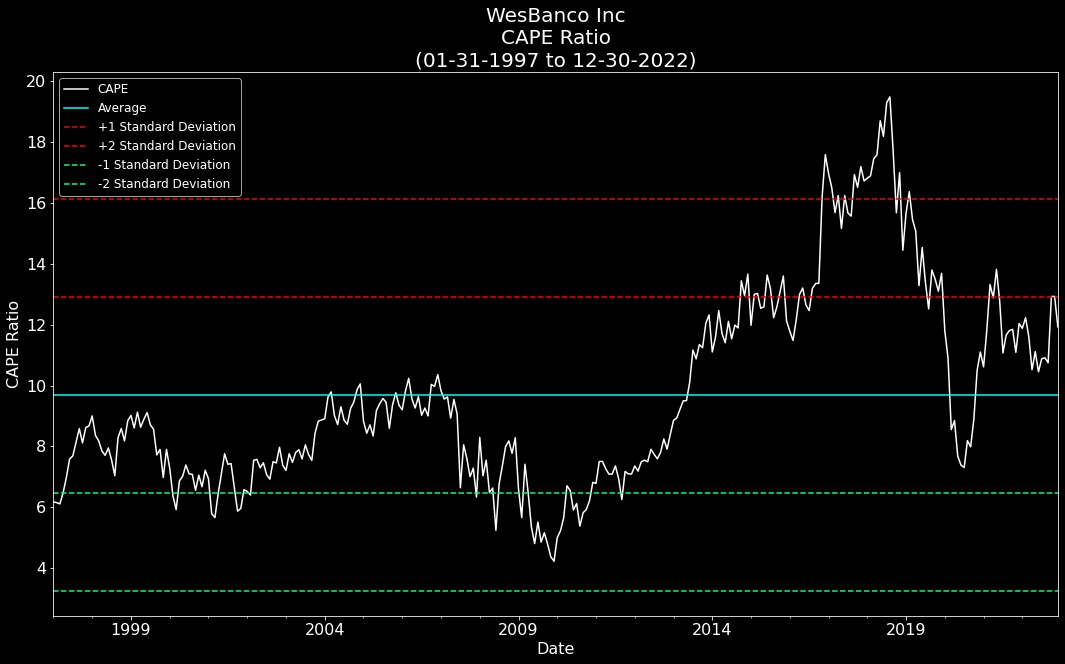 WesBanco Inc
CAPE Ratio
(01-31-1997 to 12-30-2022)
CAPE
Average
+1 Standard Deviation
+2 Standard Deviation
-1 Standard Deviation
-2 Standard Deviation
20
18
16
14
12
10
8
6
4
CAPE Ratio
1999 2004 2009 2014 2019
Date